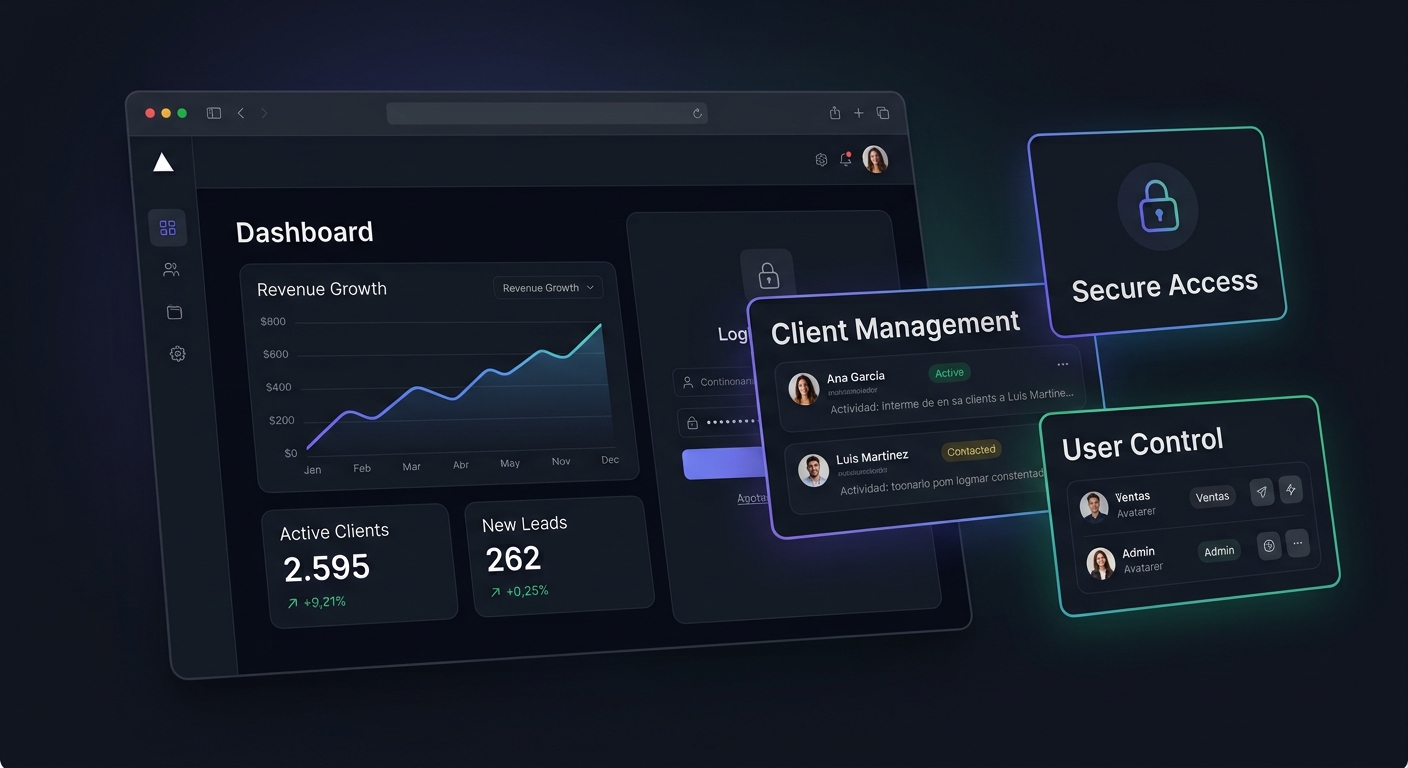 Dashboard
Revenue Growth
Revenue Growth
$800
$600
$400
$200
$0
Jan
Feb
Mar
Abr
May
Nov
Dec
Active Clients
2.595
+9,21%
New Leads
262
+0,25%
Logi
Continonan
Anota
Client Management
Ana Garcia
Active
Actividad: interme de en sa clients a Luis Martine...
Luis Martinez
Contacted
Actividad: toonarlo pom logmar constentad
Secure Access
User Control
Ventas
Avatarer
Ventas
Admin
Avatarer
Admin